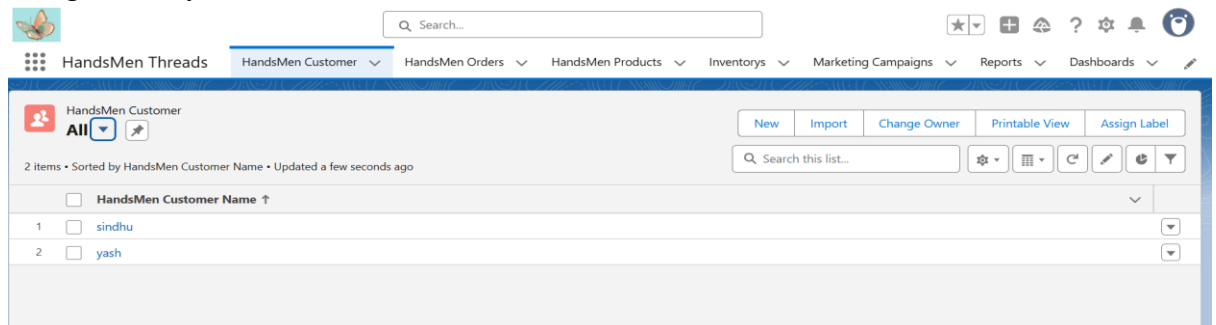 Search...
HandsMen Threads HandsMen Customer HandsMen Orders HandsMen Products Inventorys Marketing Campaigns Reports Dashboards
HandsMen Customer
All
New Import Change Owner Printable View Assign Label
2 items • Sorted by HandsMen Customer Name • Updated a few seconds ago
Search this list...
HandsMen Customer Name ↑
1 sindhu
2 yash